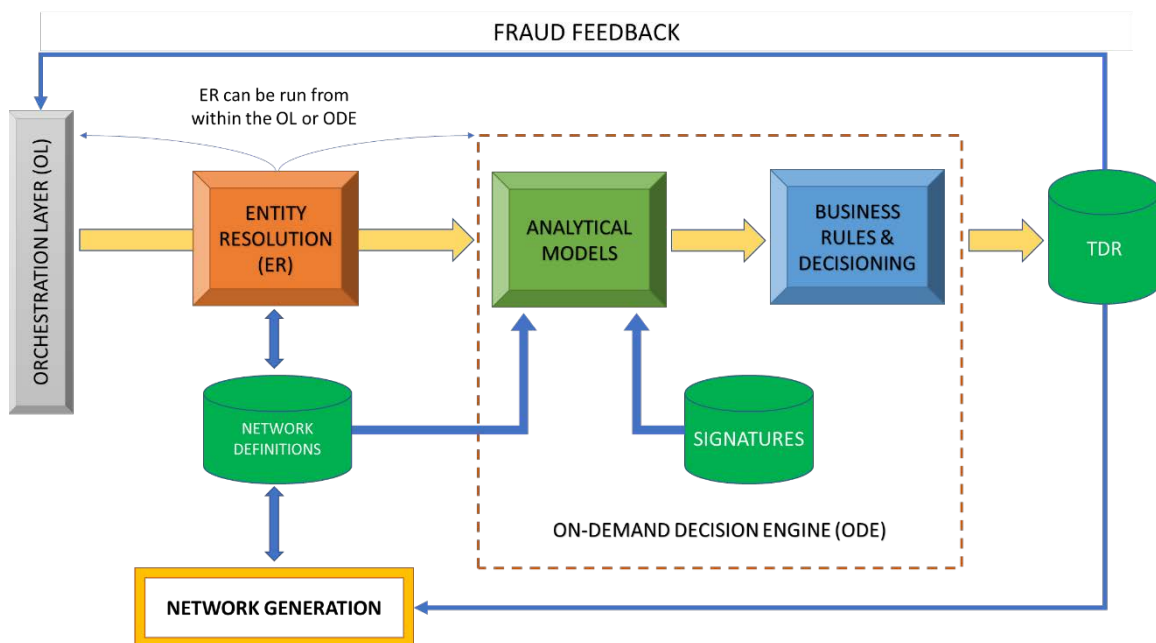 FRAUD FEEDBACK
ER can be run from
within the OL or ODE
ORCHESTRATION LAYER (OL)
ENTITY
RESOLUTION
(ER)
ANALYTICAL
MODELS
BUSINESS
RULES &
DECISIONING
TDR
NETWORK
DEFINITIONS
SIGNATURES
ON-DEMAND DECISION ENGINE (ODE)
NETWORK GENERATION